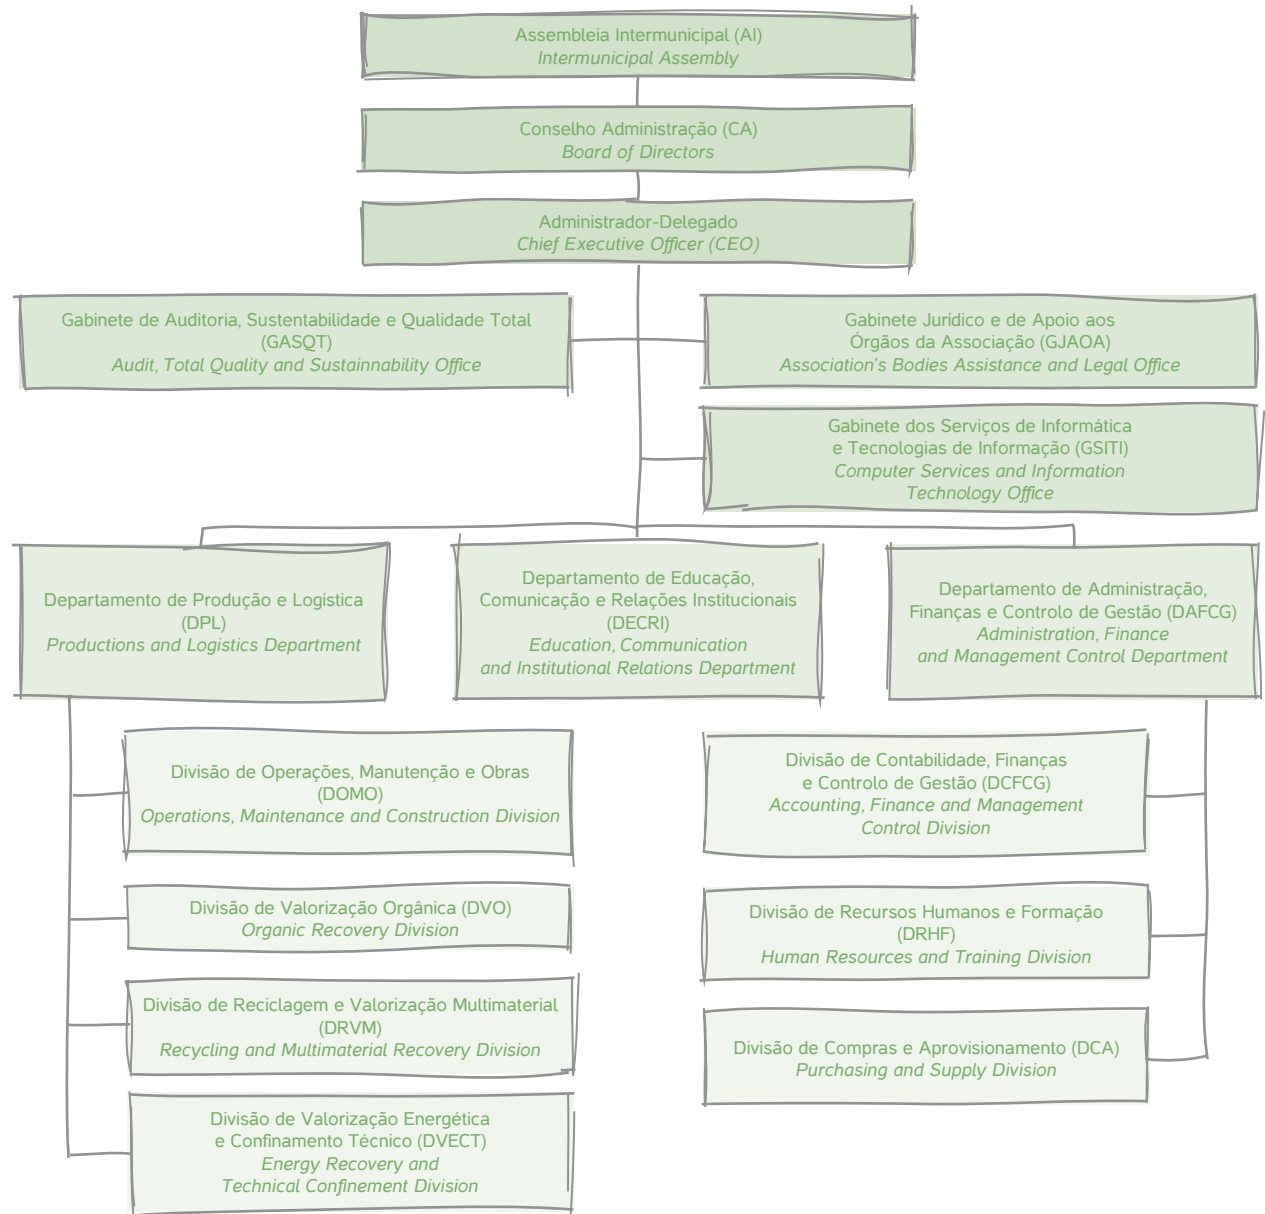 Assembleia Intermunicipal (AI)
Intermunicipal Assembly
Conselho Administração (CA)
Board of Directors
Administrador-Delegado
Chief Executive Officer (CEO)
Gabinete de Auditoria, Sustentabilidade e Qualidade Total
(GASQT)
Audit, Total Quality and Sustainnability Office
Gabinete Jurídico e de Apoio aos
Órgãos da Associação (GJAOA)
Association's Bodies Assistance and Legal Office
Gabinete dos Serviços de Informática
e Tecnologias de Informação (GSITI)
Computer Services and Information
Technology Office
Departamento de Produção e Logística
(DPL)
Productions and Logistics Department
Departamento de Educação,
Comunicação e Relações Institucionais
(DECRI)
Education, Communication
and Institutional Relations Department
Departamento de Administração,
Finanças e Controlo de Gestão (DAFCG)
Administration, Finance
and Management Control Department
Divisão de Operações, Manutenção e Obras
(DOMO)
Operations, Maintenance and Construction Division
Divisão de Valorização Orgânica (DVO)
Organic Recovery Division
Divisão de Reciclagem e Valorização Multimaterial
(DRVM)
Recycling and Multimaterial Recovery Division
Divisão de Valorização Energética
e Confinamento Técnico (DVECT)
Energy Recovery and
Technical Confinement Division
Divisão de Contabilidade, Finanças
e Controlo de Gestão (DCFCG)
Accounting, Finance and Management
Control Division
Divisão de Recursos Humanos e Formação
(DRHF)
Human Resources and Training Division
Divisão de Compras e Aprovisionamento (DCA)
Purchasing and Supply Division